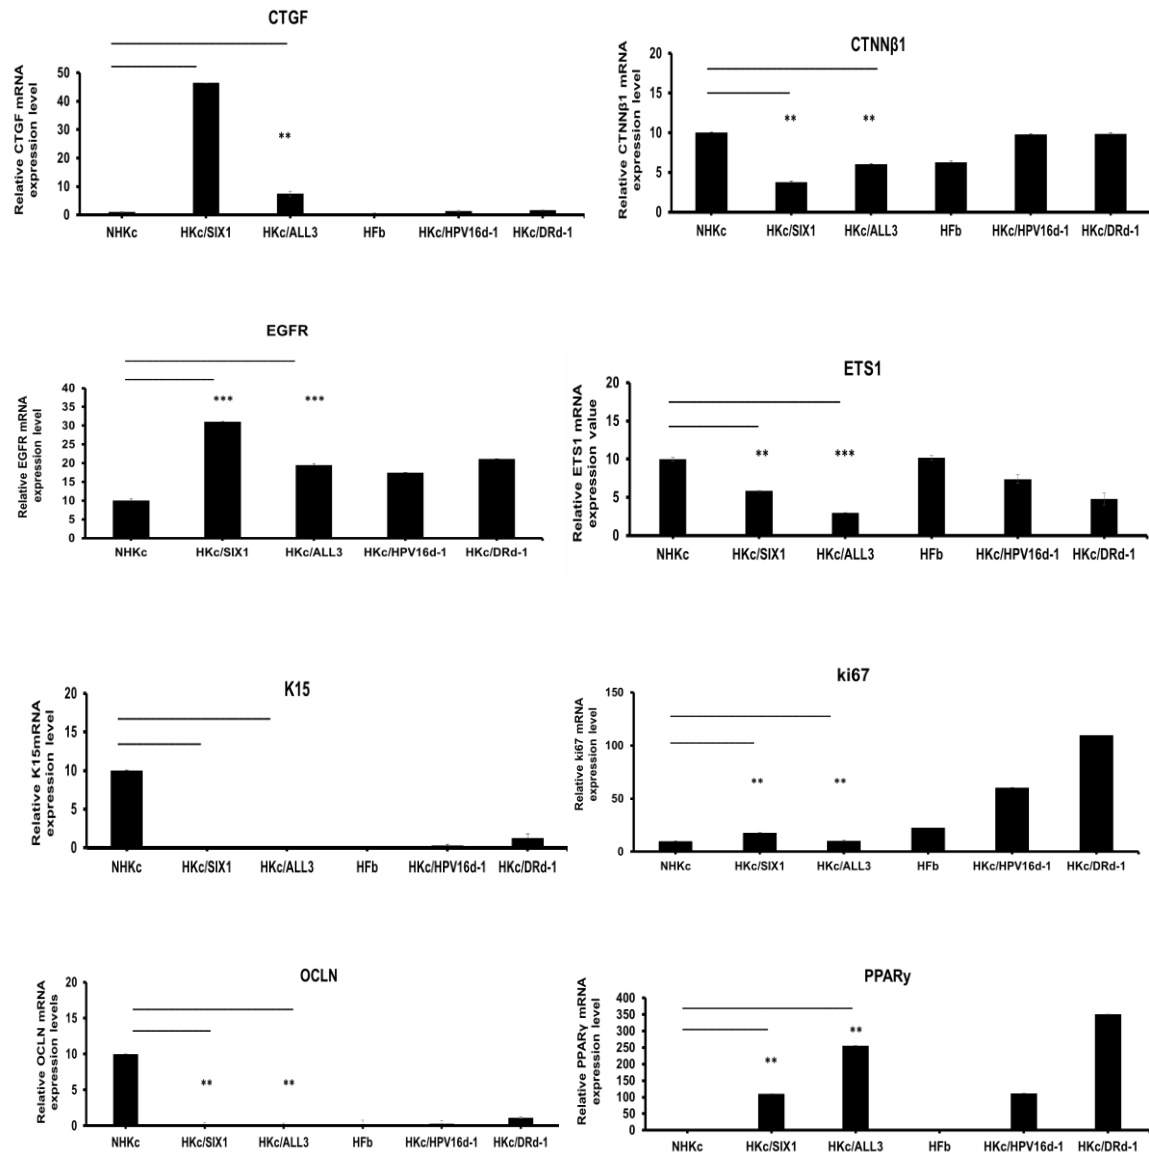 CTGF
Relative CTGF mRNA
expression level
50
40
30
20
10
0
**
NHKc HKc/SIX1 HKc/ALL3 HFb HKc/HPV16d-1 HKc/DRd-1
CTNNβ1
Relative CTNNβ1 mRNA
expression level
20
15
10
5
0
** **
NHKc HKc/SIX1 HKc/ALL3 HFb HKc/HPV16d-1 HKc/DRd-1
EGFR
Relative EGFR mRNA
expression level
40
35
30
25
20
15
10
5
0
*** ***
NHKc HKc/SIX1 HKc/ALL3 HKc/HPV16d-1 HKc/DRd-1
ETS1
Relative ETS1 mRNA
expression value
20
15
10
5
0
** ***
NHKc HKc/SIX1 HKc/ALL3 HFb HKc/HPV16d-1 HKc/DRd-1
K15
Relative K15mRNA
expression level
20
15
10
5
0
NHKc HKc/SIX1 HKc/ALL3 HFb HKc/HPV16d-1 HKc/DRd-1
ki67
Relative ki67 mRNA
expression level
150
100
50
0
** **
NHKc HKc/SIX1 HKc/ALL3 HFb HKc/HPV16d-1 HKc/DRd-1
OCLN
Relative OCLN mRNA
expression levels
20
15
10
5
0
** **
NHKc HKc/SIX1 HKc/ALL3 HFb HKc/HPV16d-1 HKc/DRd-1
PPARγ
Relative PPARγ mRNA
expression level
400
350
300
250
200
150
100
50
0
** **
NHKc HKc/SIX1 HKc/ALL3 HFb HKc/HPV16d-1 HKc/DRd-1